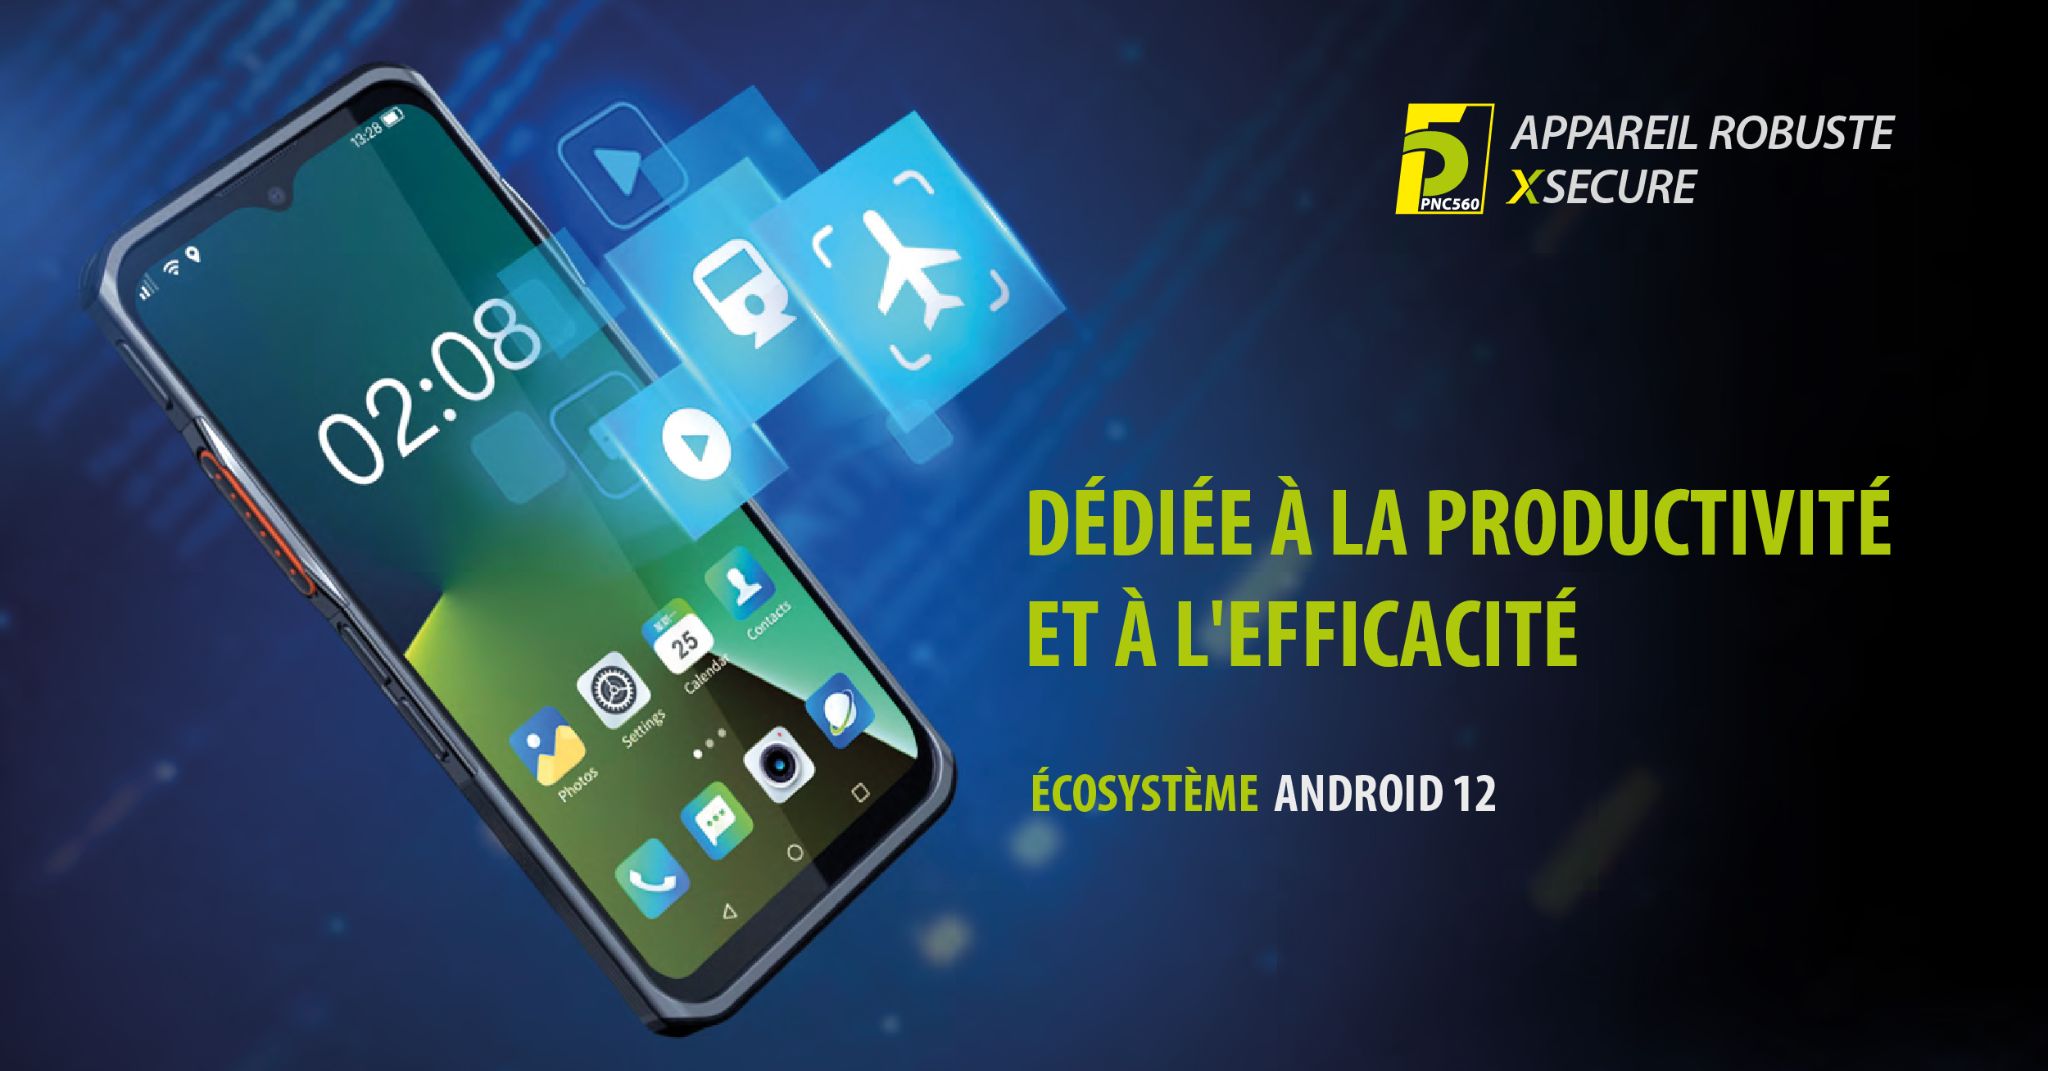 13:28
02:08
25
Photos
Settings
Calendar
Contacts
PNC560
APPAREIL ROBUSTE
XSECURE
DÉDIÉE À LA PRODUCTIVITÉ
ET À L'EFFICACITÉ
ÉCOSYSTÈME ANDROID 12